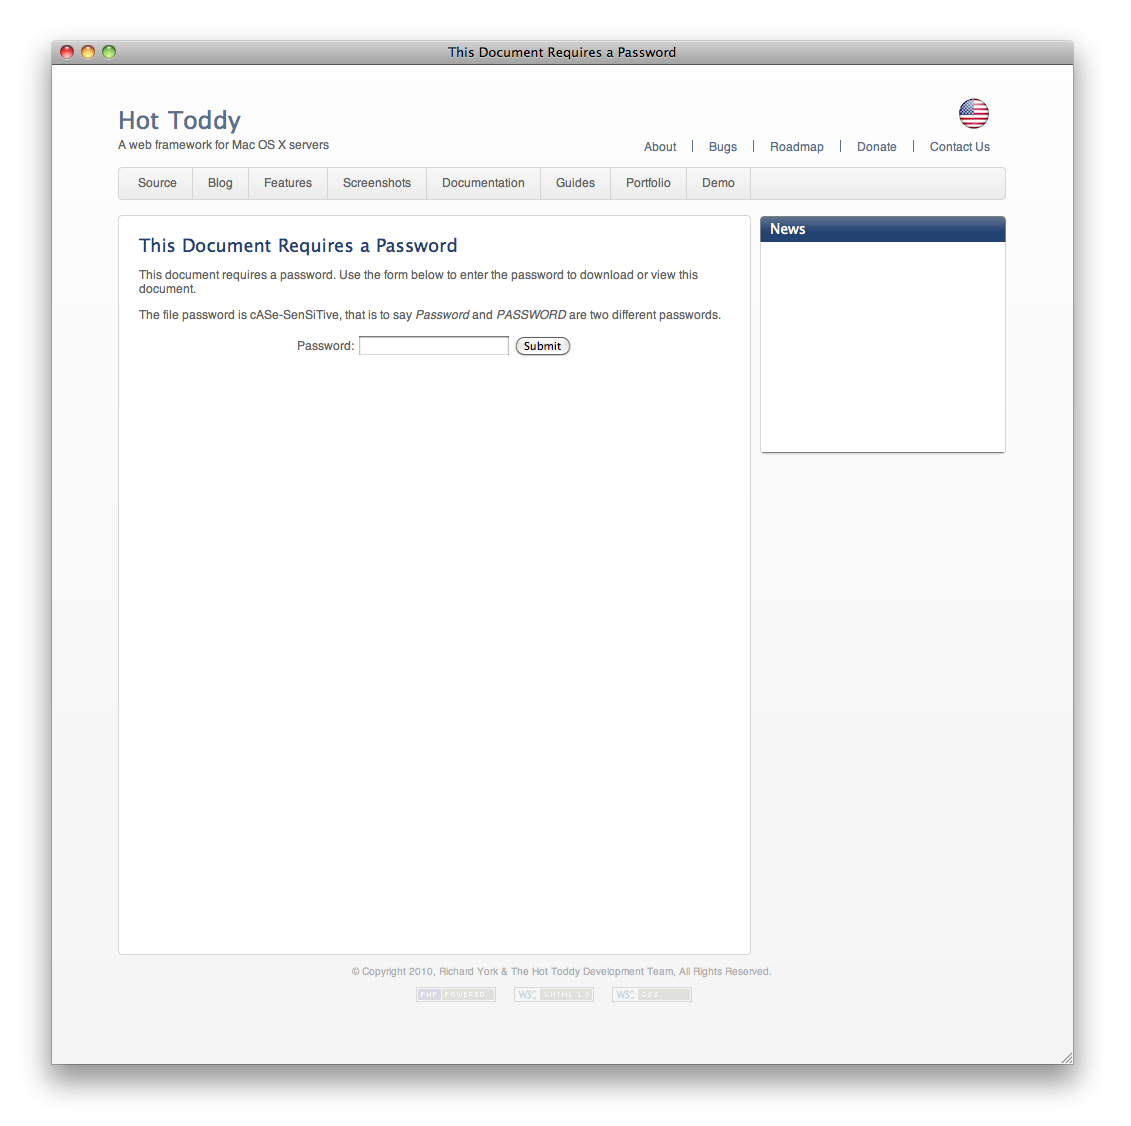 This Document Requires a Password
Hot Toddy
A web framework for Mac OS X servers
About | Bugs | Roadmap | Donate | Contact Us
Source Blog Features Screenshots Documentation Guides Portfolio Demo
This Document Requires a Password
This document requires a password. Use the form below to enter the password to download or view this
document.
The file password is cASe-SenSiTive, that is to say Password and PASSWORD are two different passwords.
Password: Submit
News
© Copyright 2010, Richard York & The Hot Toddy Development Team, All Rights Reserved.
PHP POWERED W3C XHTML 1.0 W3C CSS